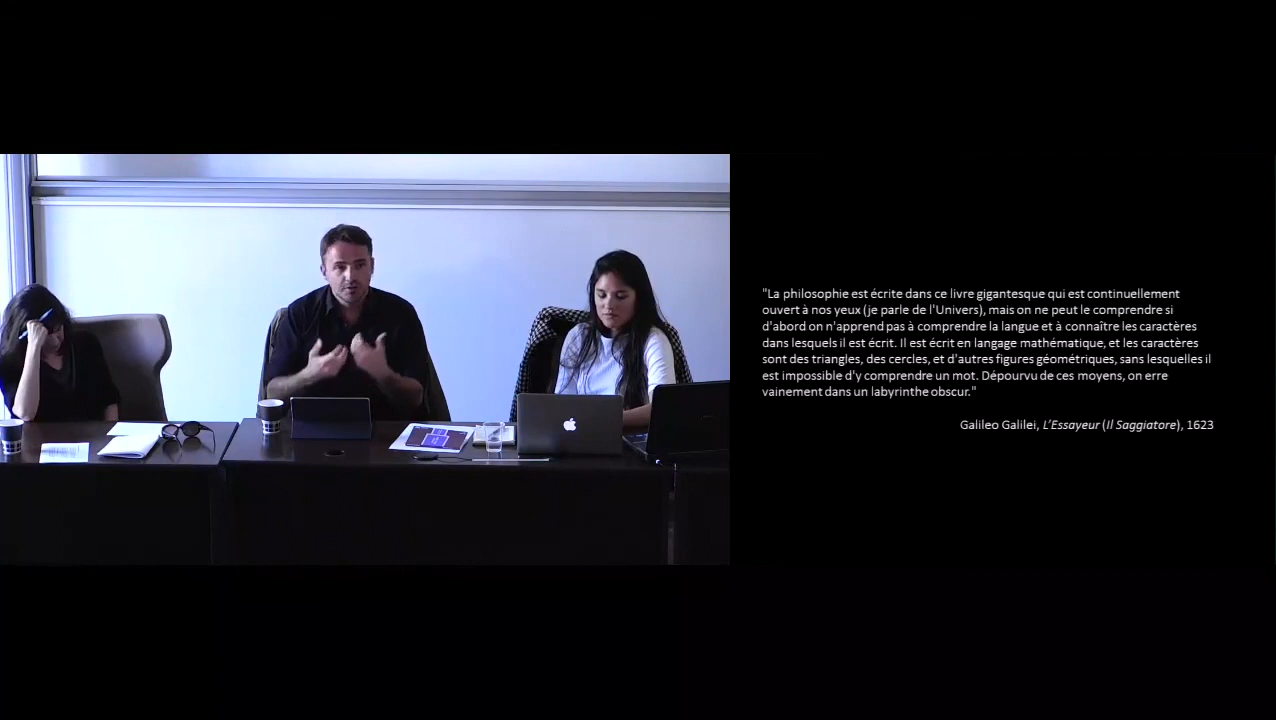 "La philosophie est écrite dans ce livre gigantesque qui est continuellement
ouvert à nos yeux (je parle de l'Univers), mais on ne peut le comprendre si
d'abord on n'apprend pas à comprendre la langue et à connaître les caractères
dans lesquels il est écrit. Il est écrit en langage mathématique, et les caractères
sont des triangles, des cercles, et d'autres figures géométriques, sans lesquelles il
est impossible d'y comprendre un mot. Dépourvu de ces moyens, on erre
vainement dans un labyrinthe obscur."
Galileo Galilei, L'Essayeur (Il Saggiatore), 1623